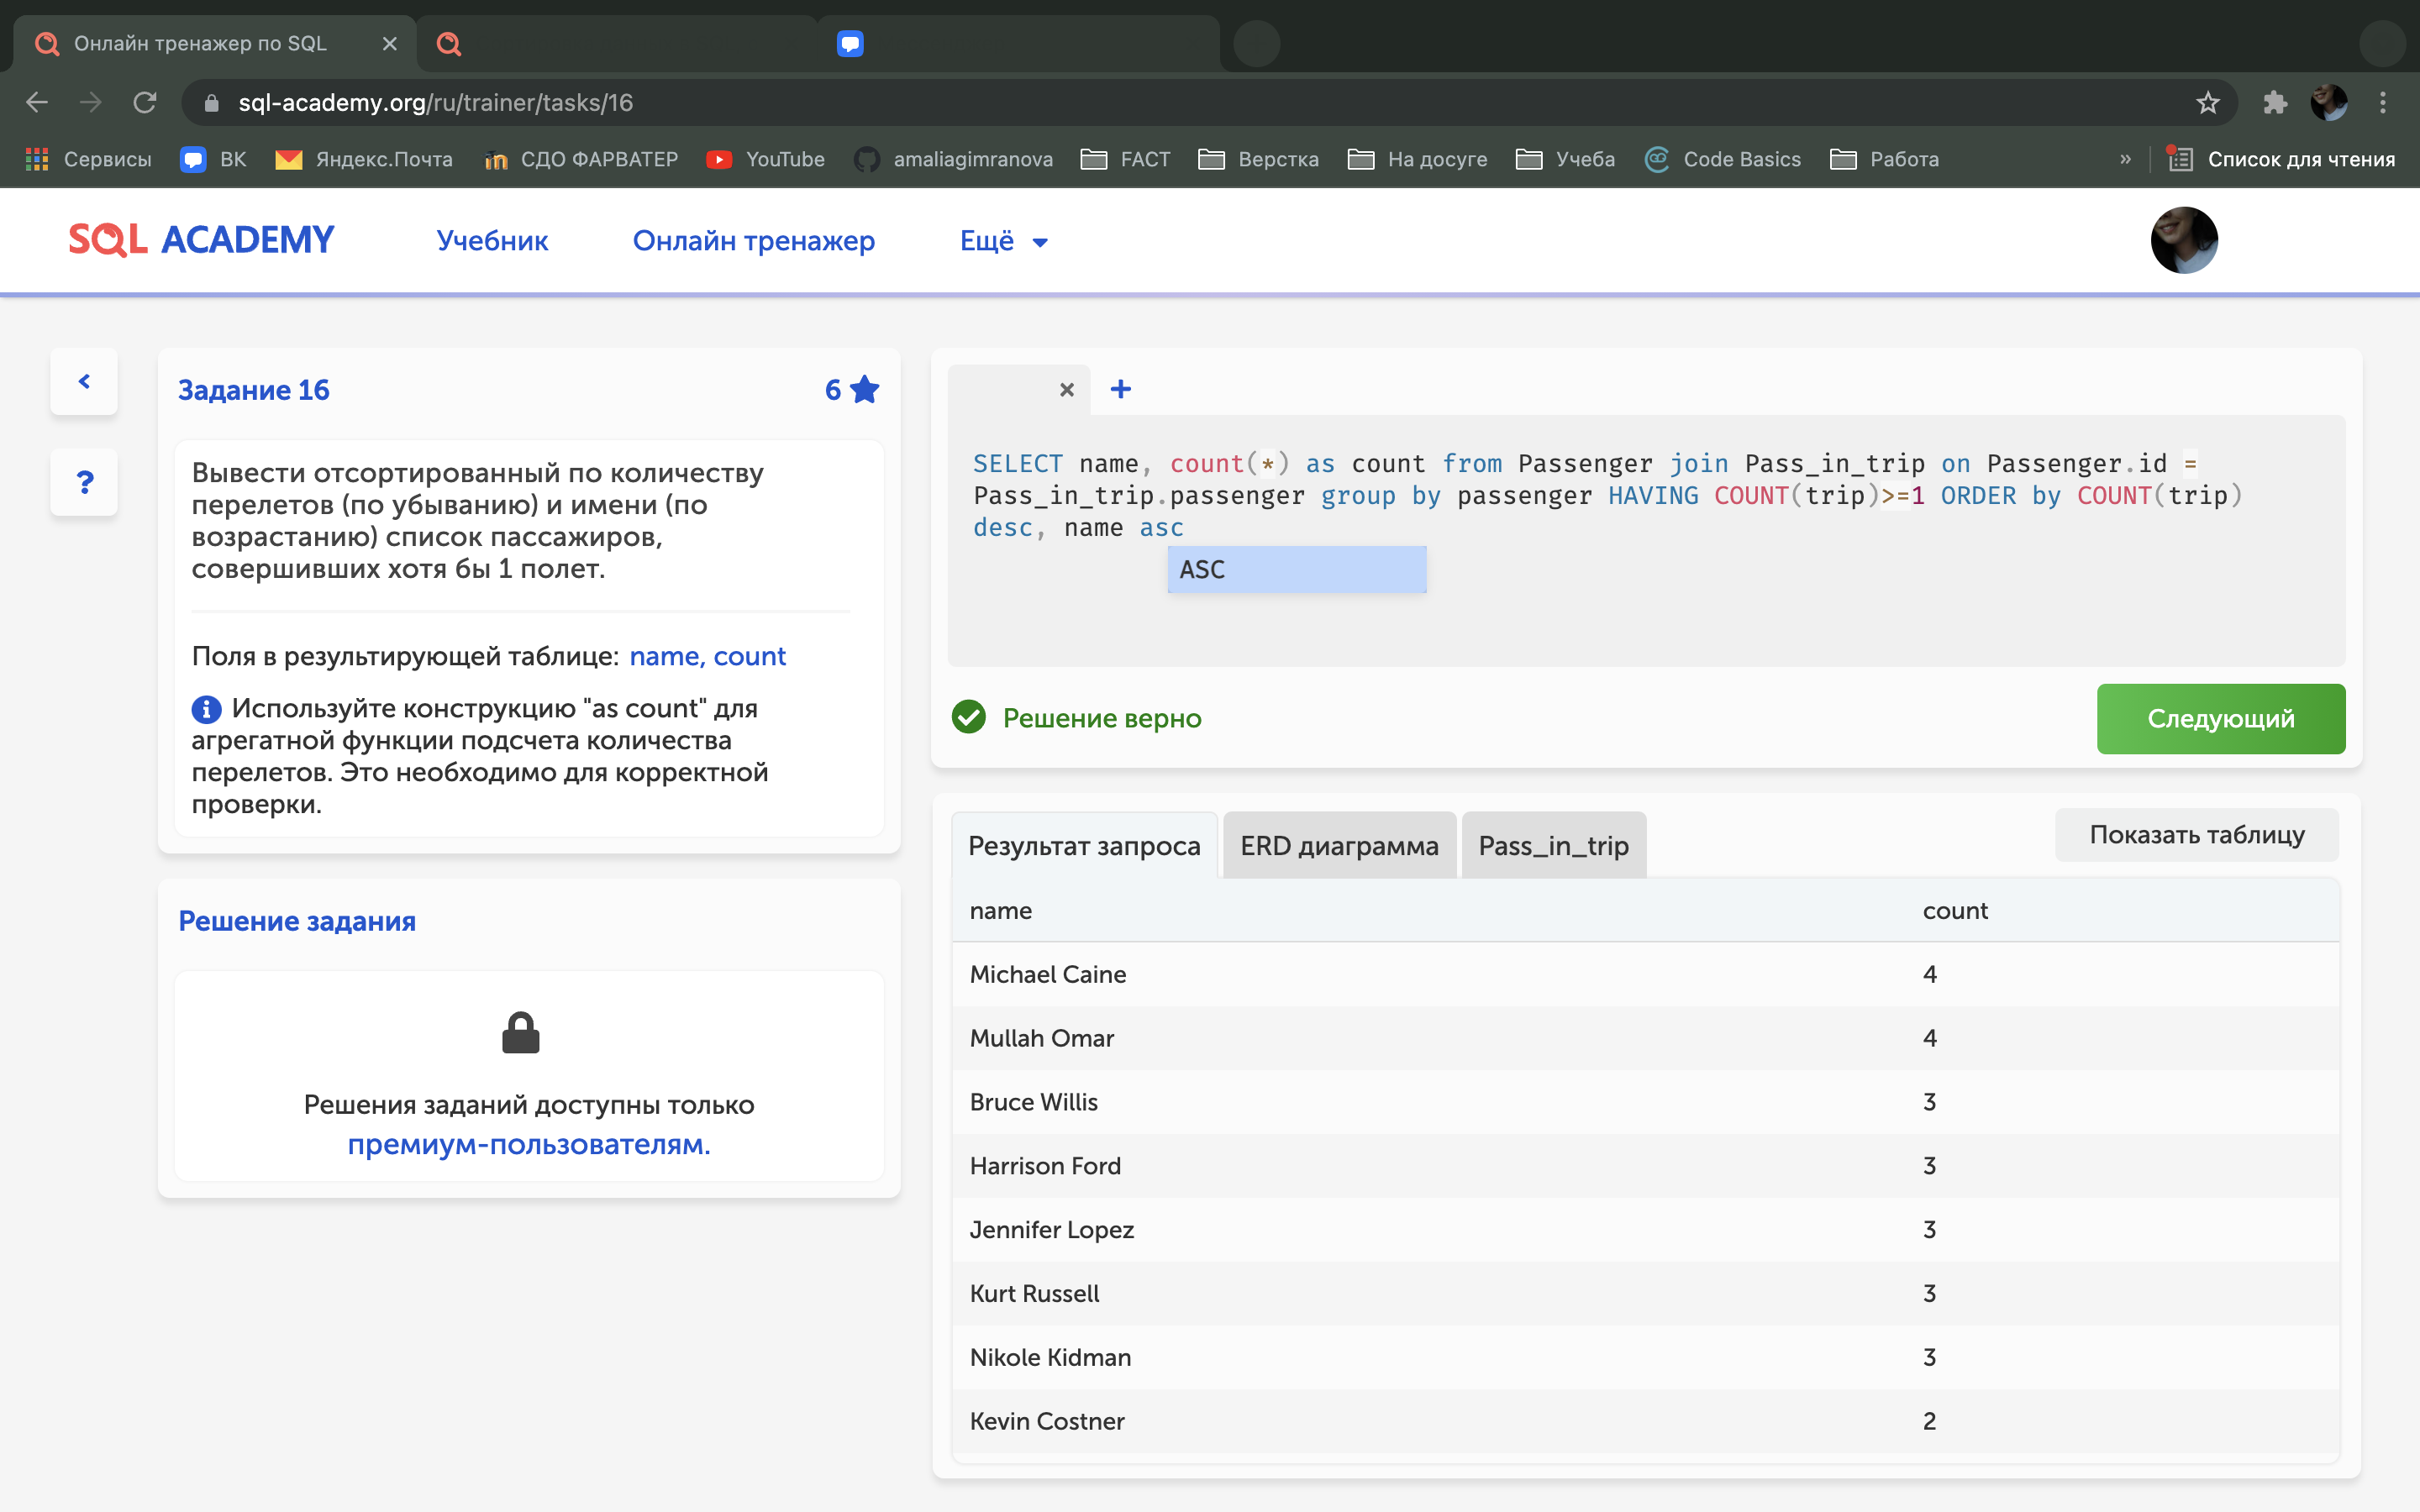 Онлайн тренажер по SQL
sql-academy.org/ru/trainer/tasks/16
Сервисы ВК Яндекс.Почта СДО ФАРВАТЕР YouTube amaliagimranova FACT Верстка На досуге Учеба Code Basics Работа » Список для чтения
SQL ACADEMY Учебник Онлайн тренажер Ещё
Задание 16 6
Вывести отсортированный по количеству
перелетов (по убыванию) и имени (по
возрастанию) список пассажиров,
совершивших хотя бы 1 полет.
Поля в результирующей таблице: name, count
Используйте конструкцию "as count" для
агрегатной функции подсчета количества
перелетов. Это необходимо для корректной
проверки.
Решение задания
Решения заданий доступны только
премиум-пользователям.
SELECT name, count(*) as count from Passenger join Pass_in_trip on Passenger.id =
Pass_in_trip.passenger group by passenger HAVING COUNT(trip)>=1 ORDER by COUNT(trip)
desc, name asc
ASC
Решение верно Следующий
Результат запроса ERD диаграмма Pass_in_trip Показать таблицу
name count
Michael Caine 4
Mullah Omar 4
Bruce Willis 3
Harrison Ford 3
Jennifer Lopez 3
Kurt Russell 3
Nikole Kidman 3
Kevin Costner 2